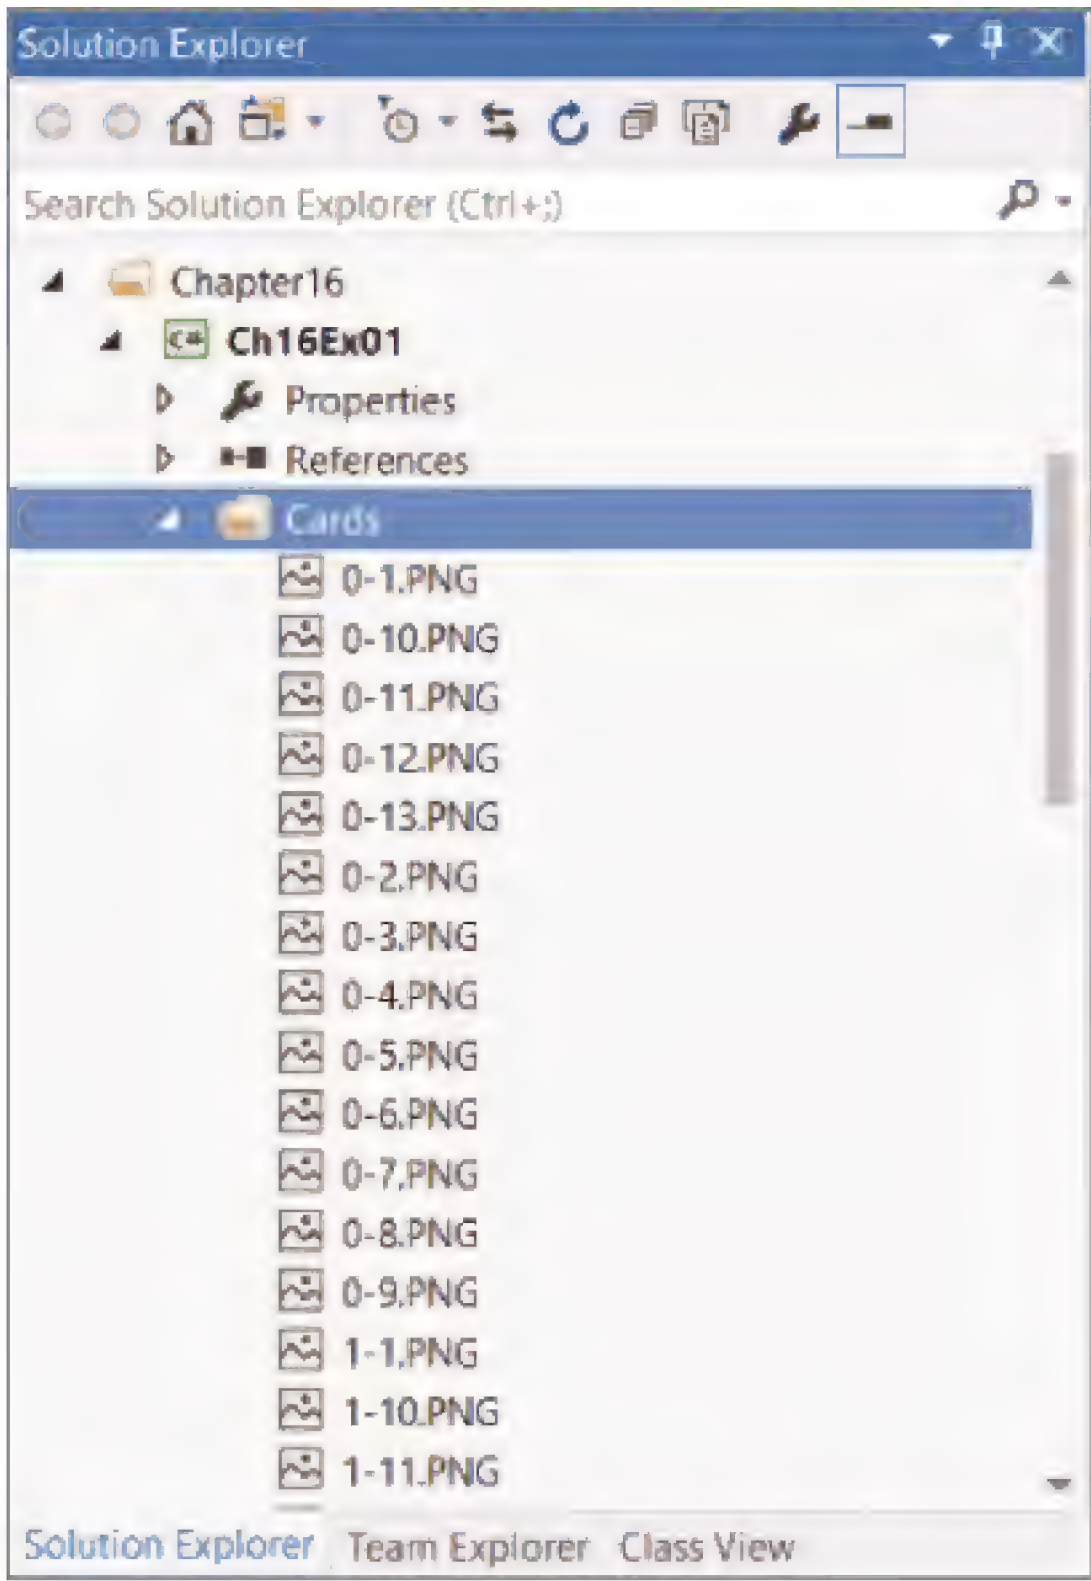 Solution Explorer
Search Solution Explorer (Ctrl+;)
Chapter16
C# Ch16Ex01
Properties
References
Cards
0-1.PNG
0-10.PNG
0-11.PNG
0-12.PNG
0-13.PNG
0-2.PNG
0-3.PNG
0-4.PNG
0-5.PNG
0-6.PNG
0-7.PNG
0-8.PNG
0-9.PNG
1-1.PNG
1-10.PNG
1-11.PNG
Solution Explorer Team Explorer Class View